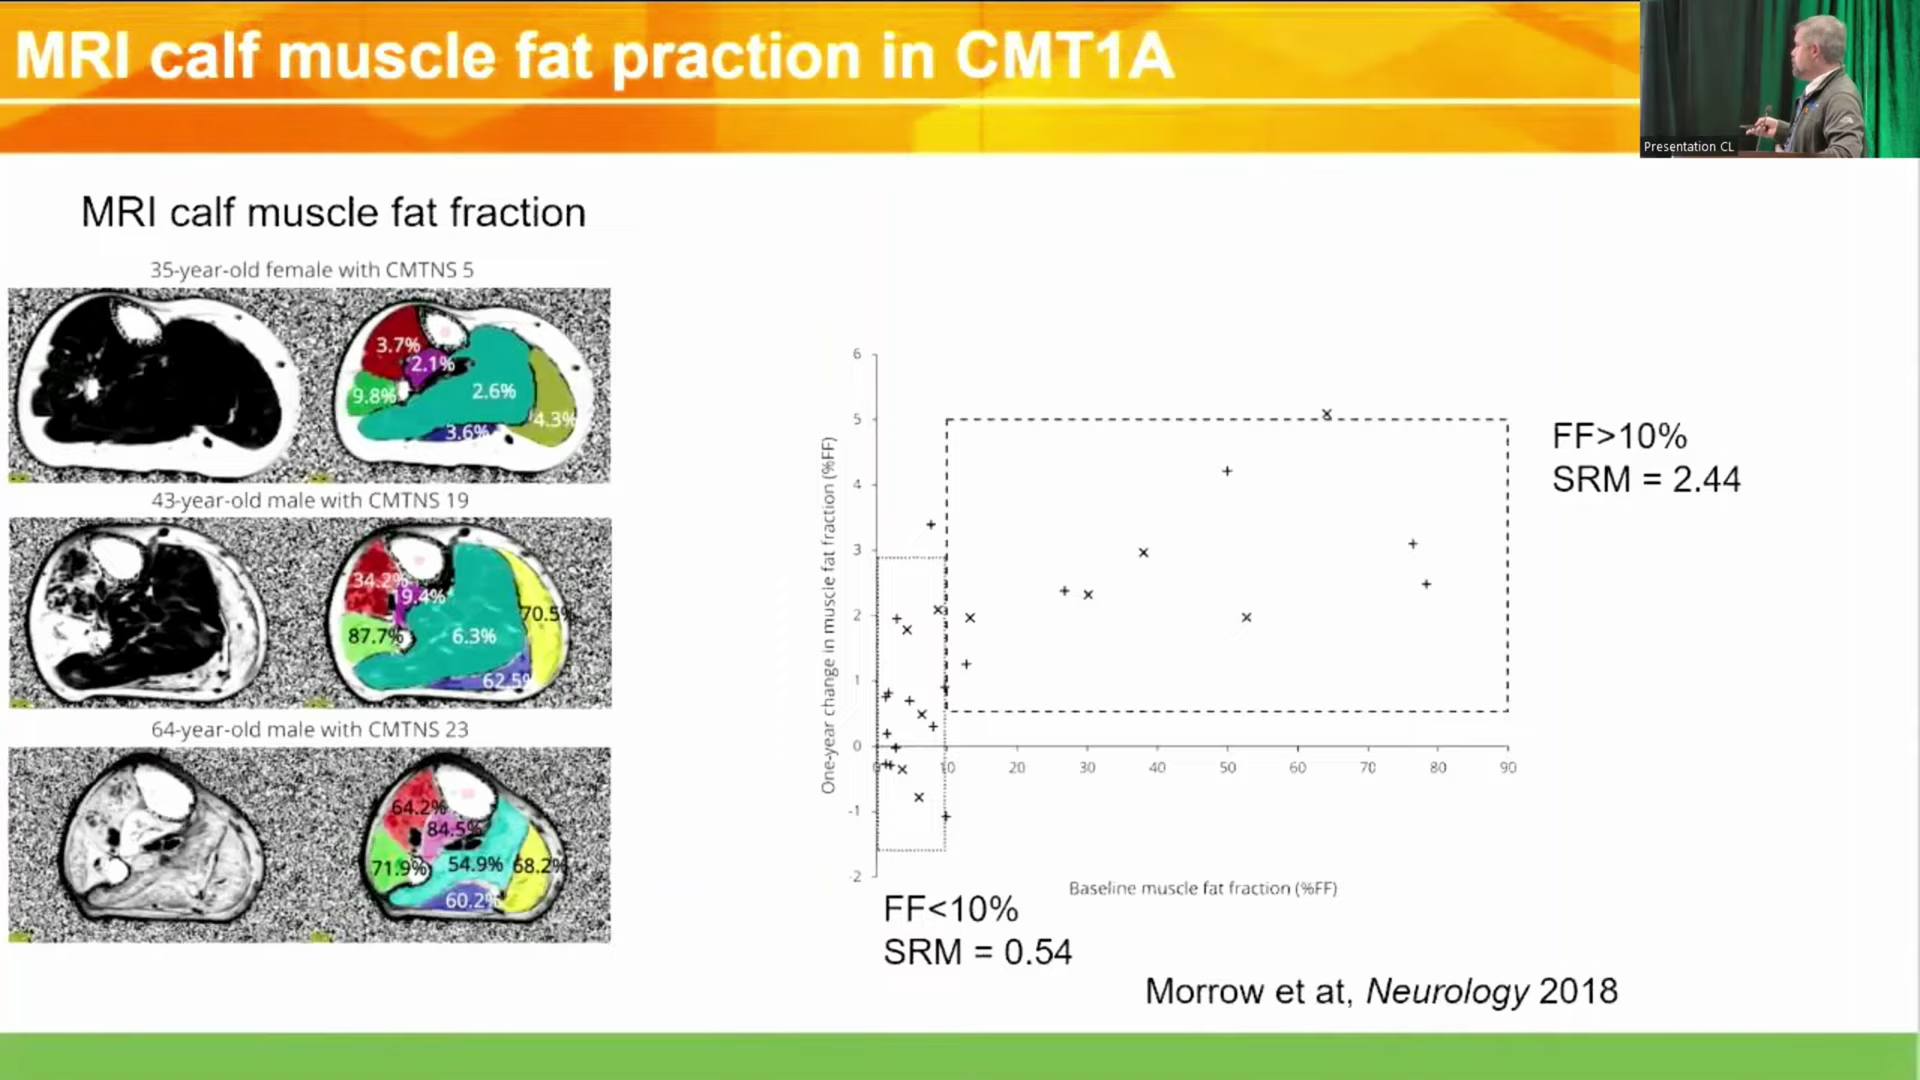 MRI calf muscle fat praction in CMT1A
Presentation CL
MRI calf muscle fat fraction
35-year-old female with CMTNS 5
3.7%
2.1%
9.8%
2.6%
4.3%
3.6%
43-year-old male with CMTNS 19
34.2%
19.4%
70.5%
87.7%
6.3%
62.5%
64-year-old male with CMTNS 23
64.2%
84.5%
71.9%
54.9%
68.2%
60.2%
One-year change in muscle fat fraction (%FF)
6
5
4
3
2
1
0
-1
-2
0 10 20 30 40 50 60 70 80 90
Baseline muscle fat fraction (%FF)
FF>10%
SRM = 2.44
FF<10%
SRM = 0.54
Morrow et at, Neurology 2018